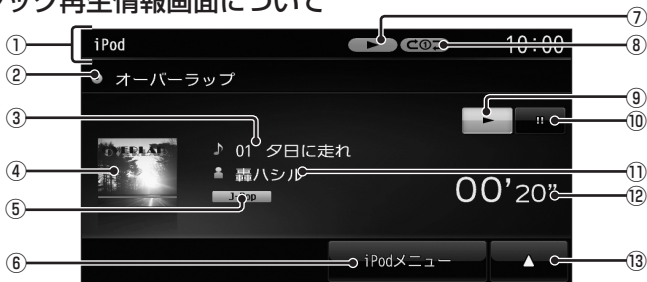 ック再生情報画面について
① iPod ▶ ⊂①⊃ 10:00 ⑦ ⑧
② オーバーラップ
⑨ ▶ ⑩ !!
③ ♪ 01 夕日に走れ
④ OVERLAP
轟ハシル ⑪
⑤ J-Pop
00'20" ⑫
⑥ iPodメニュー ▲ ⑬